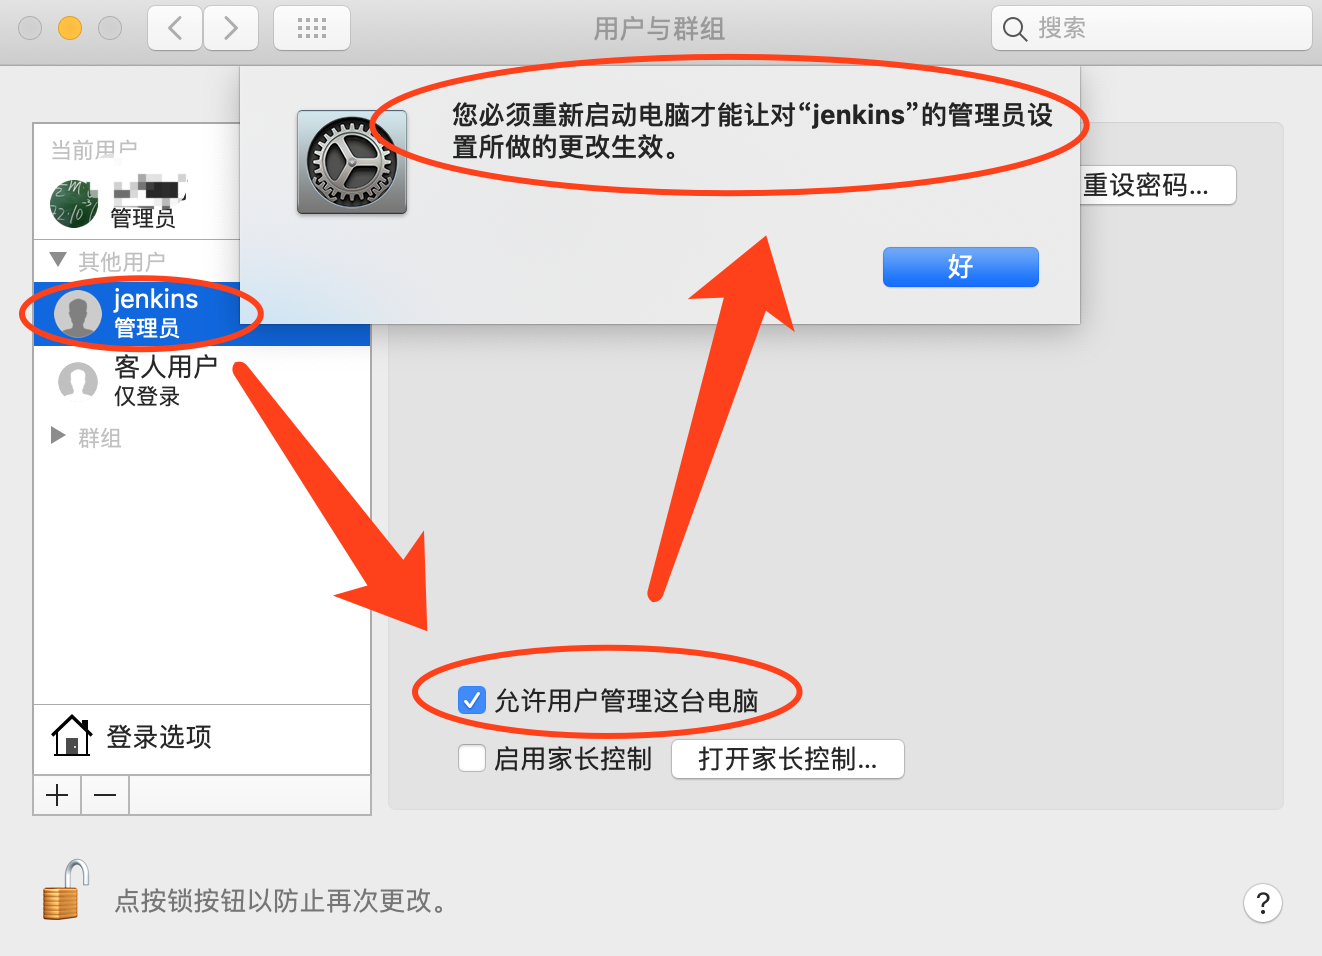 用户与群组
搜索
您必须重新启动电脑才能让对“jenkins”的管理员设
置所做的更改生效。
好
当前用户
管理员
其他用户
jenkins
管理员
客人用户
仅登录
群组
登录选项
重设密码...
允许用户管理这台电脑
启用家长控制
打开家长控制...
点按锁按钮以防止再次更改。
?